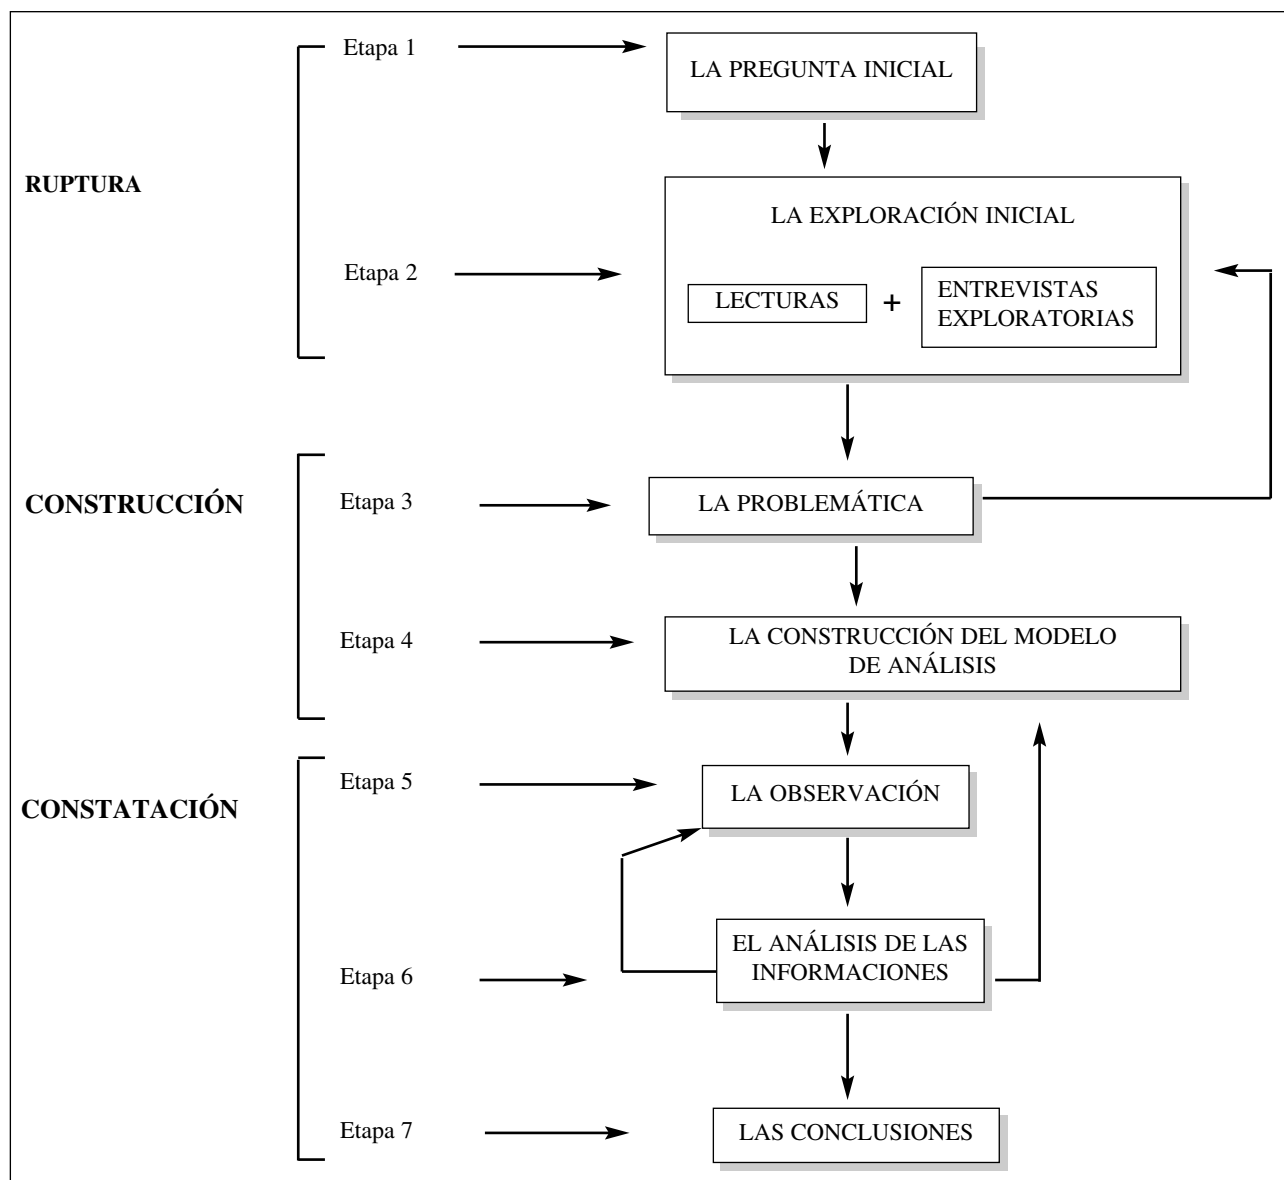 Etapa 1
LA PREGUNTA INICIAL
RUPTURA
LA EXPLORACIÓN INICIAL
Etapa 2
LECTURAS
+
ENTREVISTAS
EXPLORATORIAS
CONSTRUCCIÓN
Etapa 3
LA PROBLEMÁTICA
Etapa 4
LA CONSTRUCCIÓN DEL MODELO
DE ANÁLISIS
CONSTATACIÓN
Etapa 5
LA OBSERVACIÓN
Etapa 6
EL ANÁLISIS DE LAS
INFORMACIONES
Etapa 7
LAS CONCLUSIONES